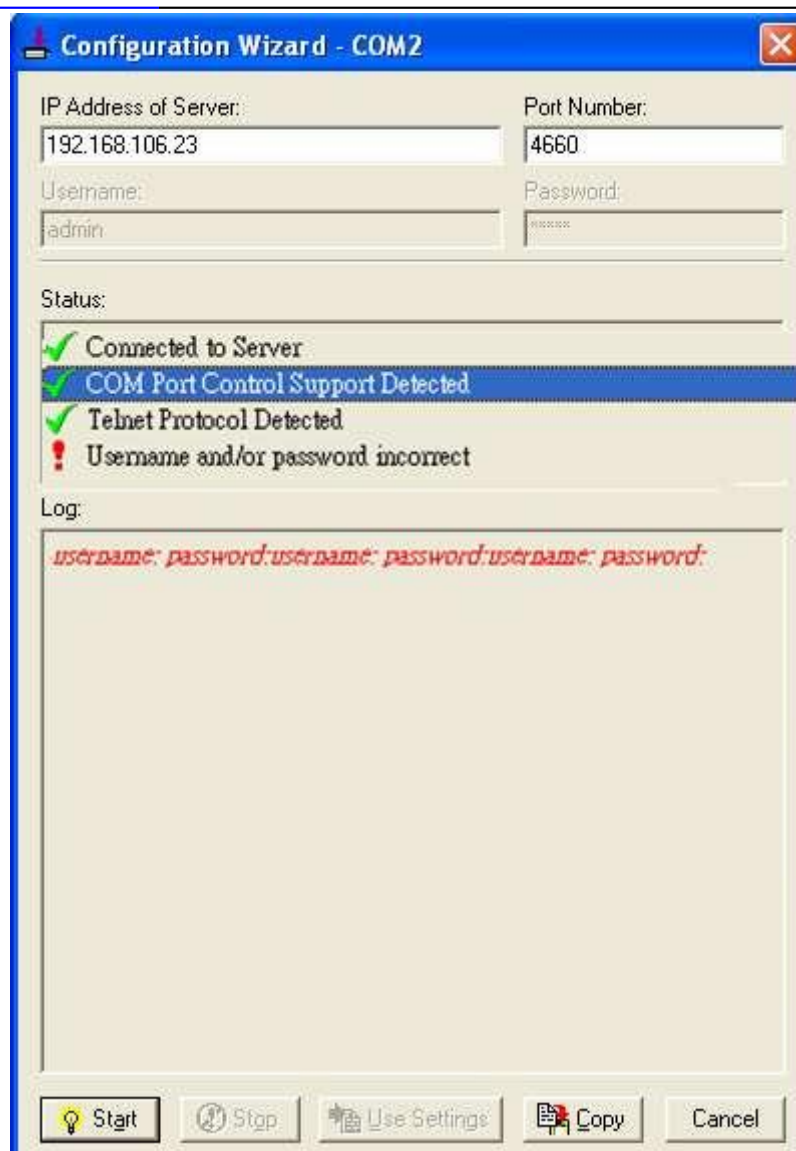 Configuration Wizard - COM2
IP Address of Server: Port Number:
192.168.106.23 4660
Username: Password:
admin *****
Status:
Connected to Server
COM Port Control Support Detected
Telnet Protocol Detected
Username and/or password incorrect
Log:
username: password:username: password:username: password:
Start Stop Use Settings Copy Cancel